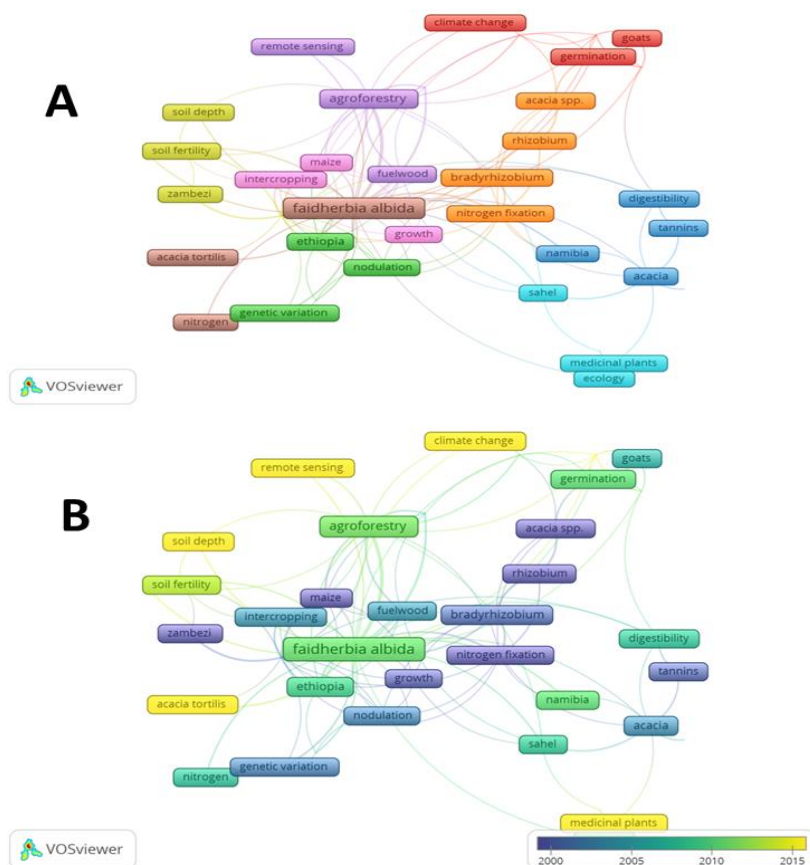 A
climate change
goats
remote sensing
germination
agroforestry
acacia spp.
soil depth
rhizobium
soil fertility
maize
fuelwood
bradyrhizobium
intercropping
zambezi
digestibility
faidherbia albida
nitrogen fixation
tannins
ethiopia
growth
namibia
acacia tortilis
nodulation
acacia
sahel
genetic variation
nitrogen
medicinal plants
ecology
VOSviewer
B
climate change
goats
remote sensing
germination
agroforestry
acacia spp.
soil depth
rhizobium
soil fertility
maize
fuelwood
bradyrhizobium
intercropping
zambezi
digestibility
faidherbia albida
nitrogen fixation
tannins
growth
ethiopia
namibia
acacia tortilis
nodulation
acacia
sahel
genetic variation
nitrogen
medicinal plants
VOSviewer
2000 2005 2010 2015